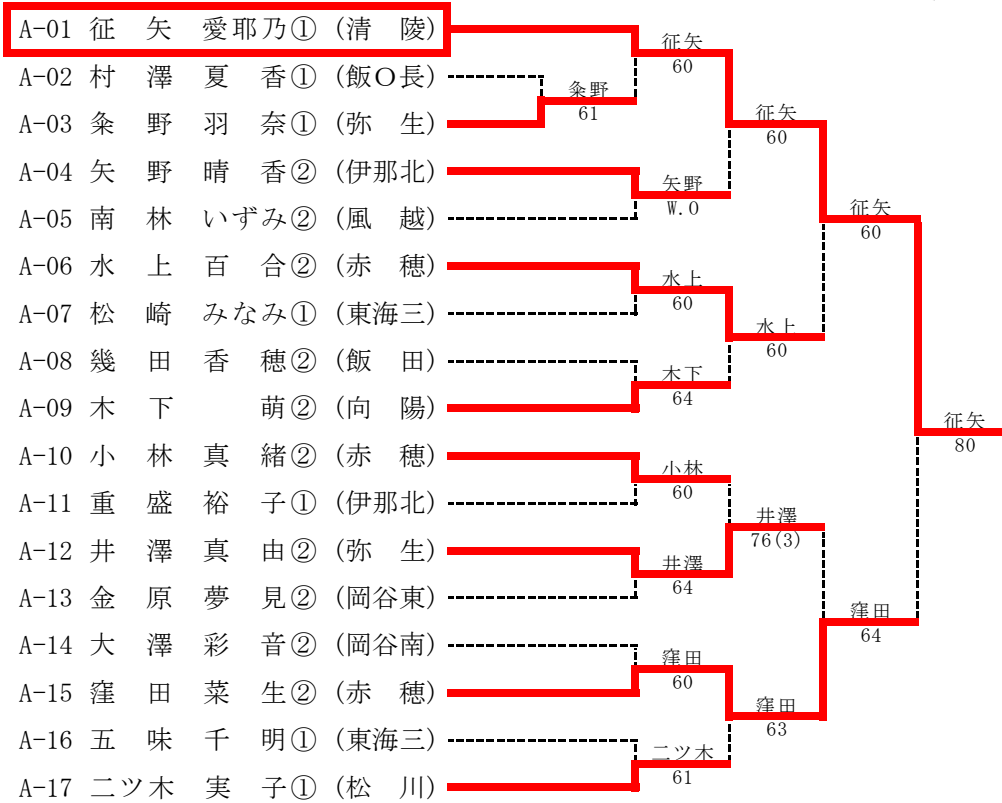 A-01 征 矢 愛耶乃① (清 陵)
A-02 村 澤 夏 香① (飯O長)
A-03 粂 野 羽 奈① (弥 生)
A-04 矢 野 晴 香② (伊那北)
A-05 南 林 いずみ② (風 越)
A-06 水 上 百 合② (赤 穂)
A-07 松 崎 みなみ① (東海三)
A-08 幾 田 香 穂② (飯 田)
A-09 木 下 萌② (向 陽)
A-10 小 林 真 緒② (赤 穂)
A-11 重 盛 裕 子① (伊那北)
A-12 井 澤 真 由② (弥 生)
A-13 金 原 夢 見② (岡谷東)
A-14 大 澤 彩 音② (岡谷南)
A-15 窪 田 菜 生② (赤 穂)
A-16 五 味 千 明① (東海三)
A-17 二ツ木 実 子① (松 川)
粂野
61
征矢
60
矢野
W.O
水上
60
木下
64
小林
60
井澤
64
窪田
60
二ツ木
61
征矢
60
水上
60
井澤
76(3)
窪田
63
征矢
60
窪田
64
征矢
80